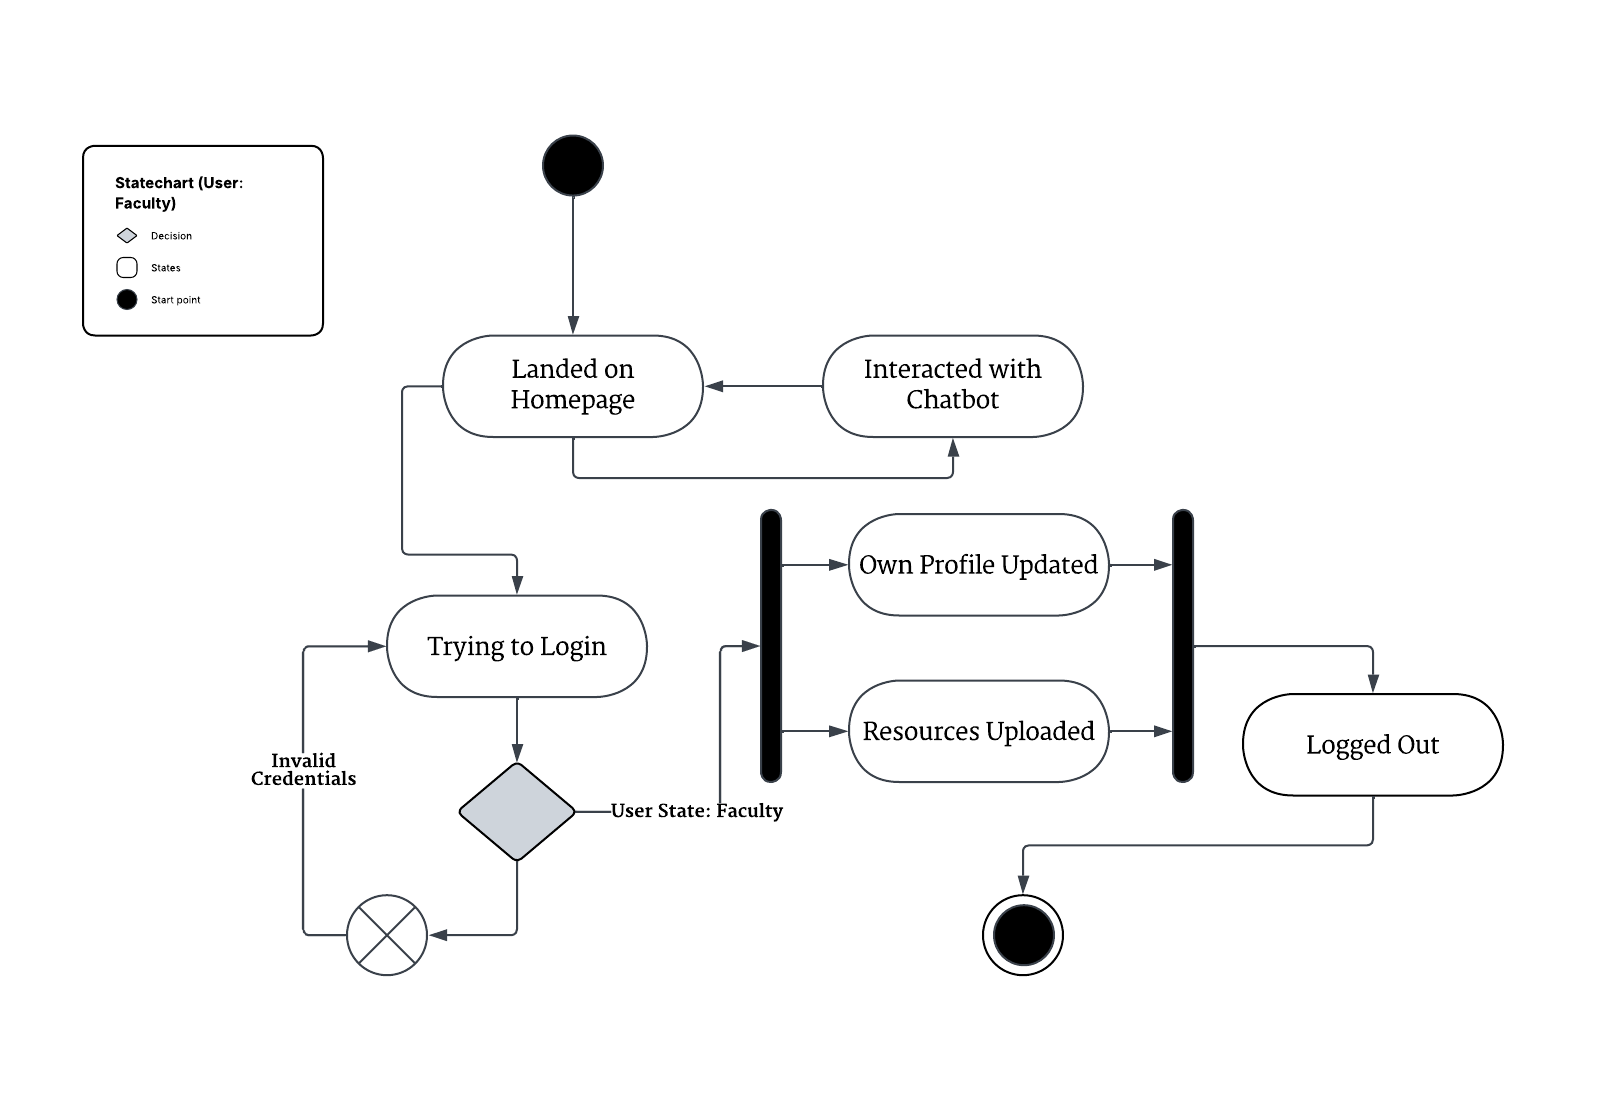 Statechart (User:
Faculty)
Decision
States
Start point
Landed on
Homepage
Interacted with
Chatbot
Own Profile Updated
Trying to Login
Resources Uploaded
Logged Out
Invalid
Credentials
User State: Faculty